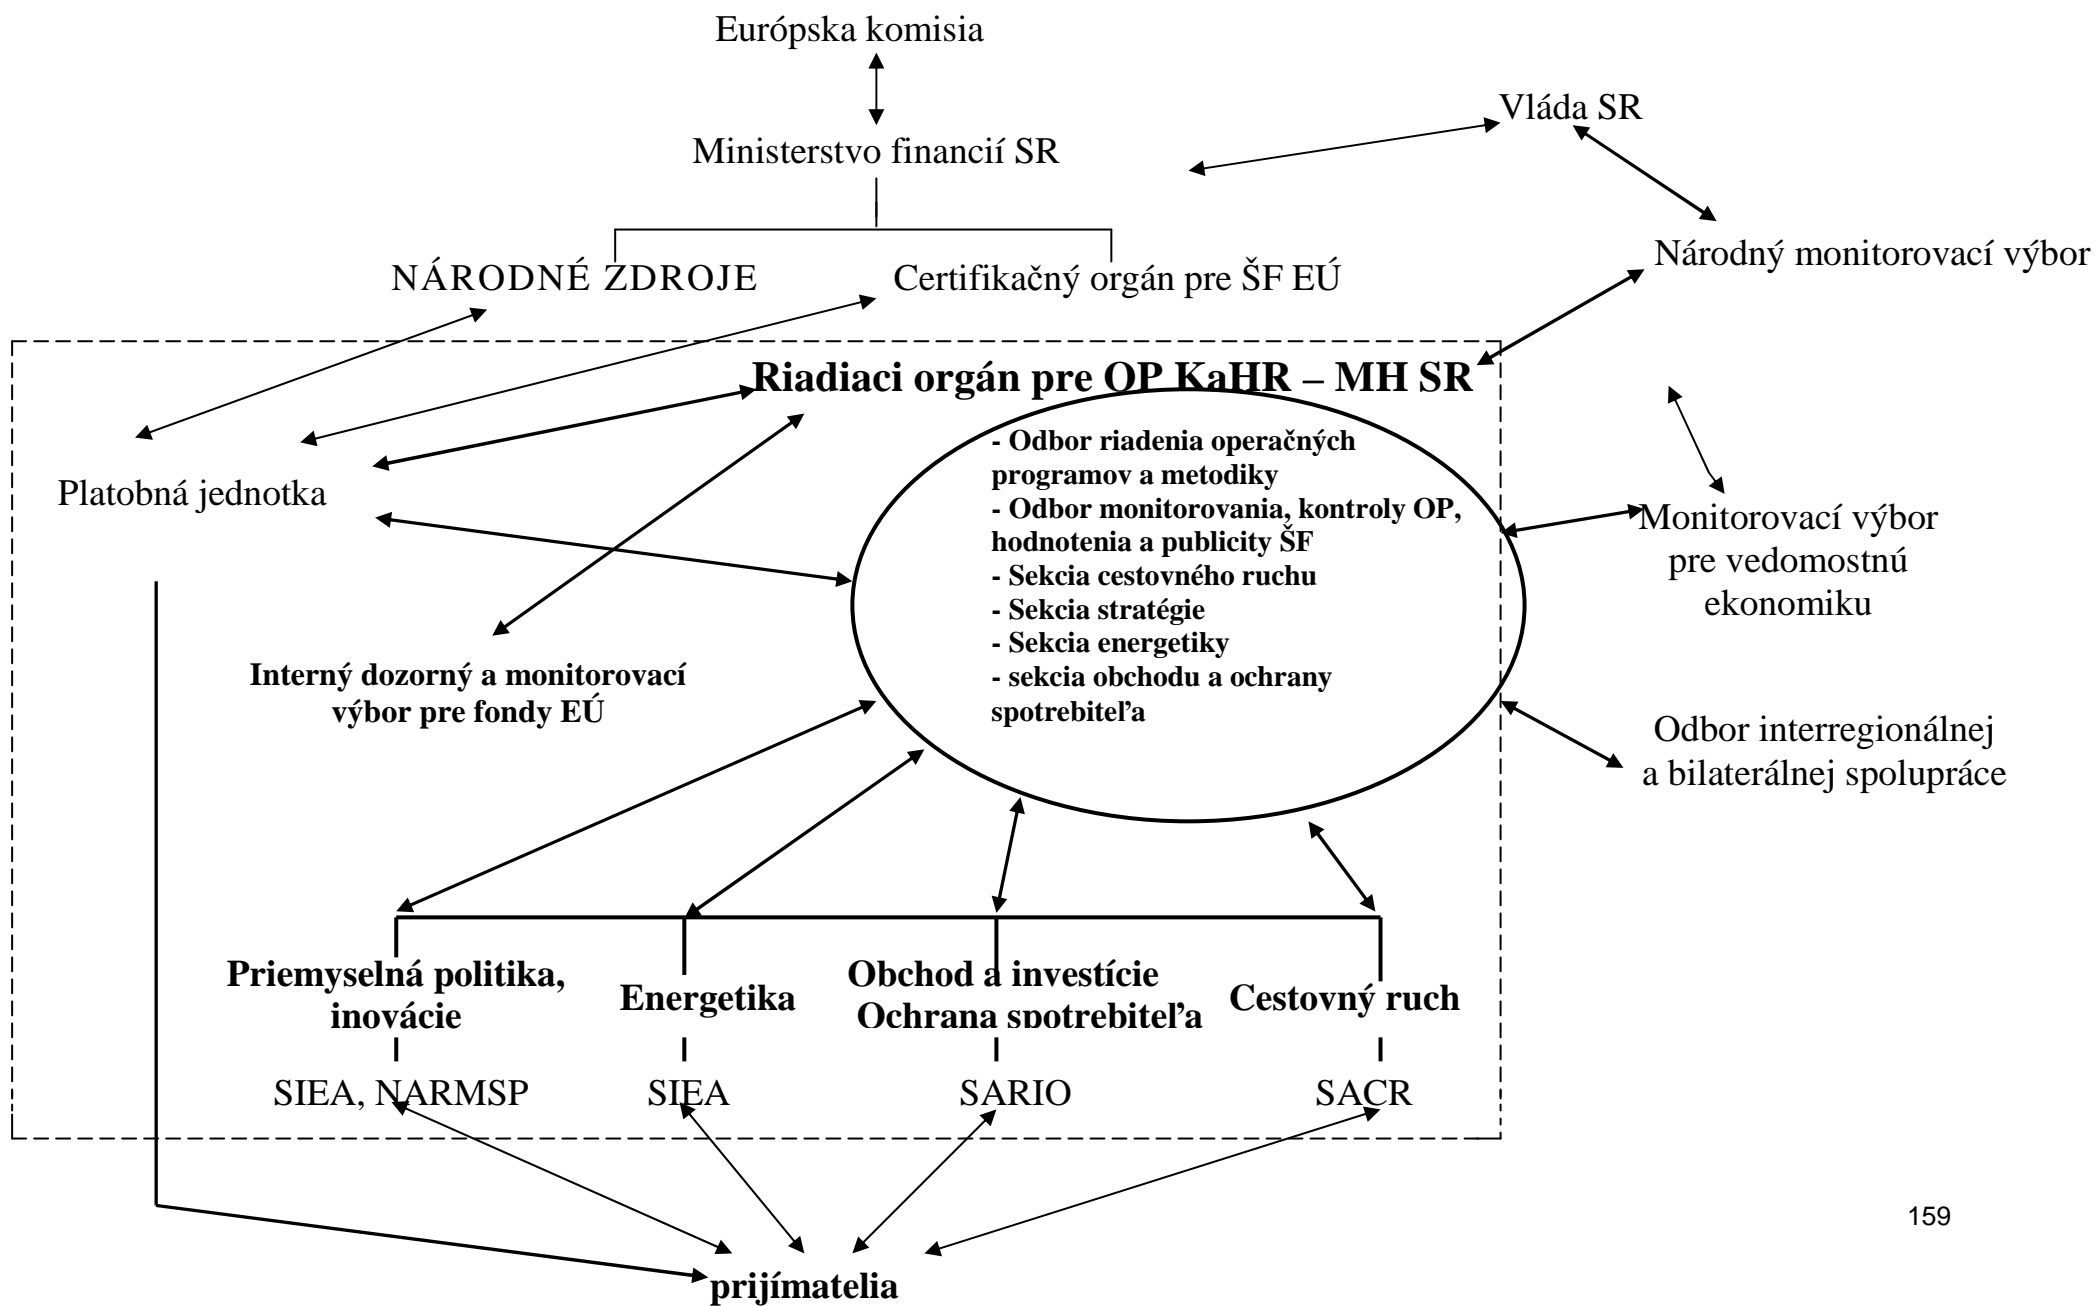 Európska komisia
Vláda SR
Ministerstvo financií SR
Národný monitorovací výbor
NÁRODNÉ ZDROJE
Certifikačný orgán pre ŠF EÚ
Riadiaci orgán pre OP KaHR – MH SR
- Odbor riadenia operačných
programov a metodiky
- Odbor monitorovania, kontroly OP,
hodnotenia a publicity ŠF
- Sekcia cestovného ruchu
- Sekcia stratégie
- Sekcia energetiky
- sekcia obchodu a ochrany
spotrebiteľa
Platobná jednotka
Monitorovací výbor
pre vedomostnú
ekonomiku
Interný dozorný a monitorovací
výbor pre fondy EÚ
Odbor interregionálnej
a bilaterálnej spolupráce
Priemyselná politika,
inovácie
Energetika
Obchod a investície
Ochrana spotrebiteľa
Cestovný ruch
SIEA, NARMSP
SIEA
SARIO
SACR
159
prijímatelia